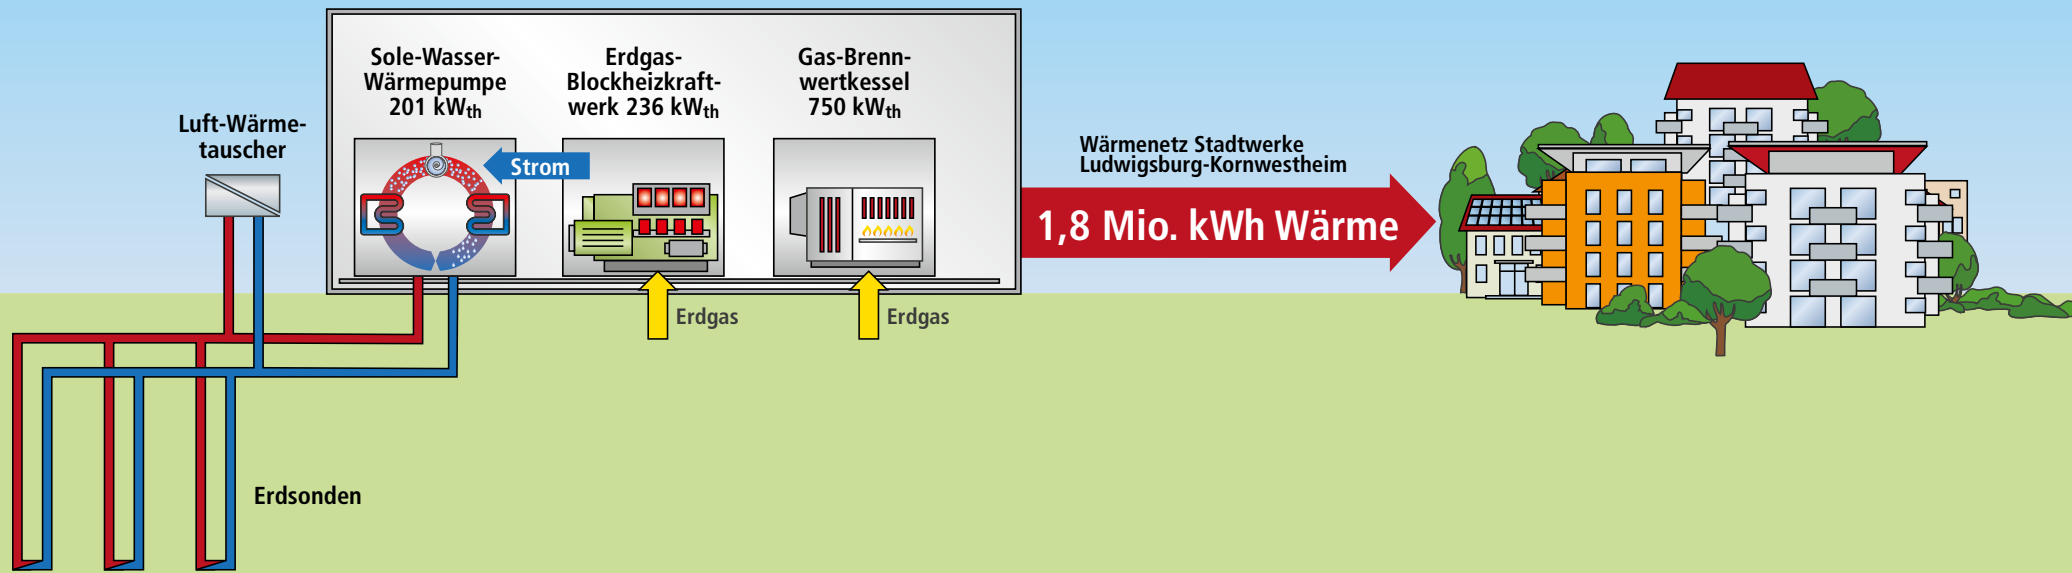 Sole-Wasser-
Wärmepumpe
201 kWth
Erdgas-
Blockheizkraft-
werk 236 kWth
Gas-Brenn-
wertkessel
750 kWth
Luft-Wärme-
tauscher
Strom
Wärmenetz Stadtwerke
Ludwigsburg-Kornwestheim
1,8 Mio. kWh Wärme
Erdgas
Erdgas
Erdsonden